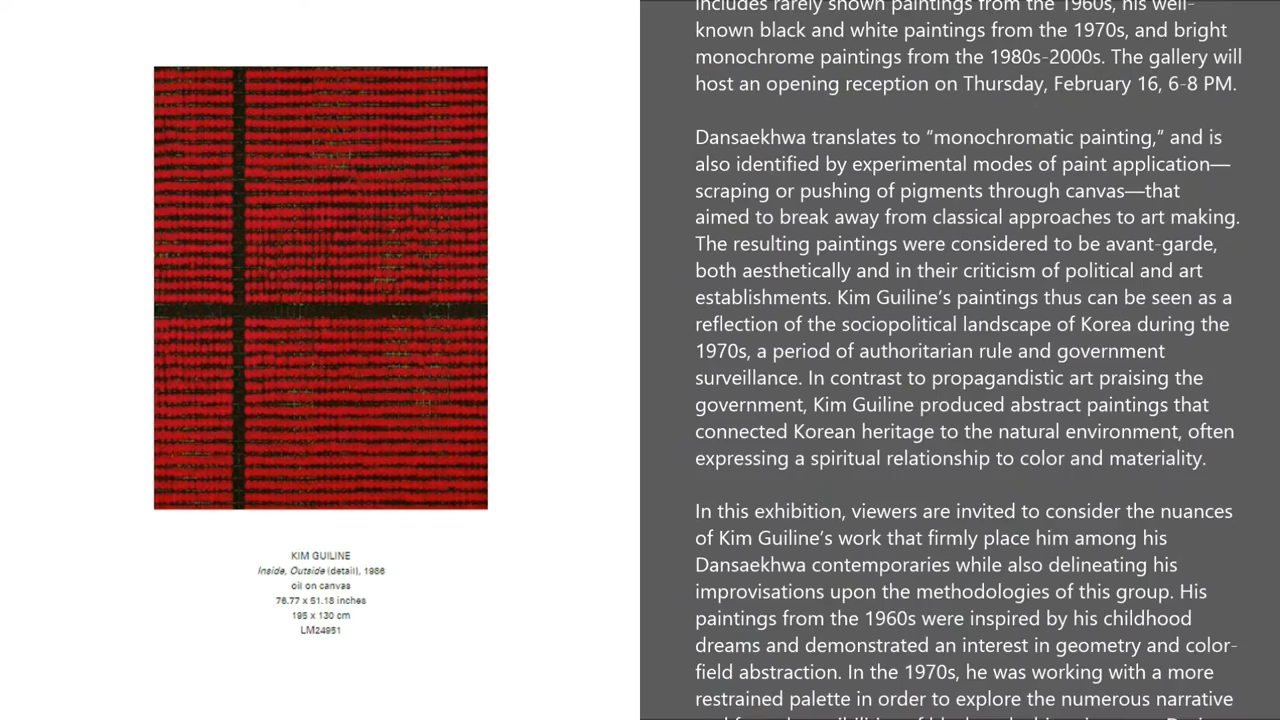 KIM GUILINE
Inside, Outside (detail), 1986
oil on canvas
76.77 x 51.18 inches
195 x 130 cm
LM24951
includes rarely shown paintings from the 1960s, his well-
known black and white paintings from the 1970s, and bright
monochrome paintings from the 1980s-2000s. The gallery will
host an opening reception on Thursday, February 16, 6-8 PM.
Dansaekhwa translates to “monochromatic painting,” and is
also identified by experimental modes of paint application—
scraping or pushing of pigments through canvas—that
aimed to break away from classical approaches to art making.
The resulting paintings were considered to be avant-garde,
both aesthetically and in their criticism of political and art
establishments. Kim Guiline’s paintings thus can be seen as a
reflection of the sociopolitical landscape of Korea during the
1970s, a period of authoritarian rule and government
surveillance. In contrast to propagandistic art praising the
government, Kim Guiline produced abstract paintings that
connected Korean heritage to the natural environment, often
expressing a spiritual relationship to color and materiality.
In this exhibition, viewers are invited to consider the nuances
of Kim Guiline’s work that firmly place him among his
Dansaekhwa contemporaries while also delineating his
improvisations upon the methodologies of this group. His
paintings from the 1960s were inspired by his childhood
dreams and demonstrated an interest in geometry and color-
field abstraction. In the 1970s, he was working with a more
restrained palette in order to explore the numerous narrative